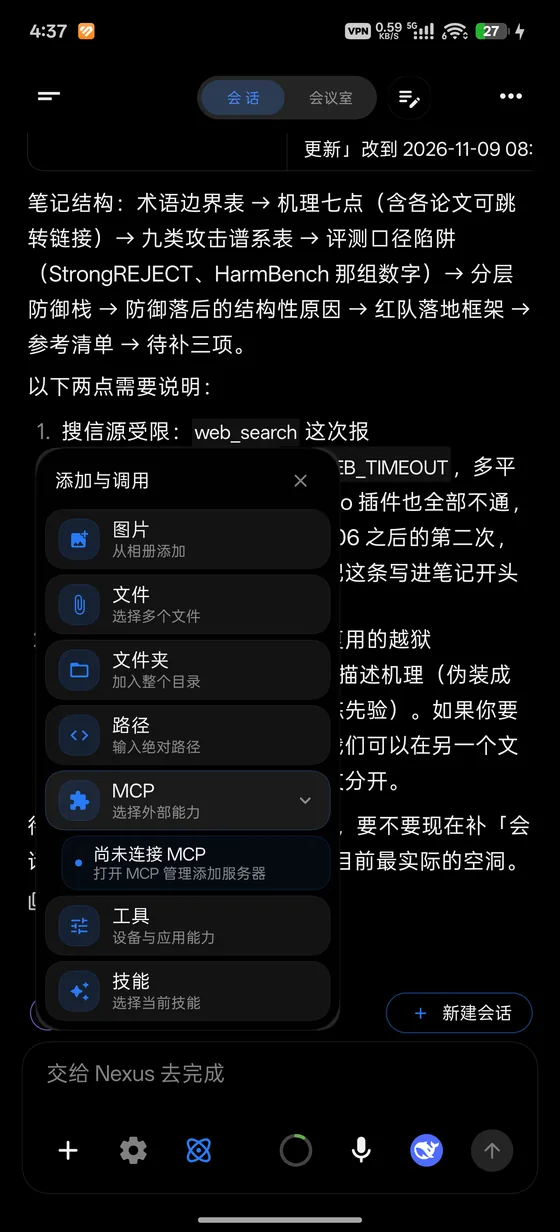 4:37
VPN 0.59 KB/S 5G 27
会话 会议室
更新」改到 2026-11-09 08:
笔记结构：术语边界表 → 机理七点（含各论文可跳
转链接）→ 九类攻击谱系表 → 评测口径陷阱
（StrongREJECT、HarmBench 那组数字）→ 分层
防御栈 → 防御落后的结构性原因 → 红队落地框架 →
参考清单 → 待补三项。
以下两点需要说明：
1. 搜信源受限：web_search 这次报
EB_TIMEOUT，多平
o 插件也全部不通，
06 之后的第二次，
这条写进笔记开头
用的越狱
描述机理（伪装成
先验）。如果你要
们可以在另一个文
分开。
，要不要现在补「会
目前最实际的空洞。
添加与调用
图片
从相册添加
文件
选择多个文件
文件夹
加入整个目录
路径
输入绝对路径
MCP
选择外部能力
尚未连接 MCP
打开 MCP 管理添加服务器
工具
设备与应用能力
技能
选择当前技能
+ 新建会话
交给 Nexus 去完成